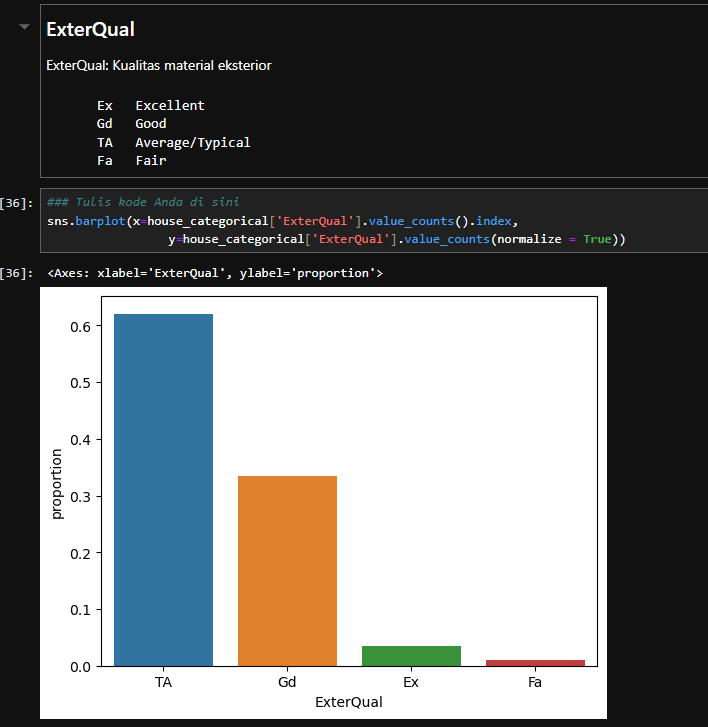 ExterQual
ExterQual: Kualitas material eksterior
Ex Excellent
Gd Good
TA Average/Typical
Fa Fair
[36]: ### Tulis kode Anda di sini
sns.barplot(x=house_categorical['ExterQual'].value_counts().index,
y=house_categorical['ExterQual'].value_counts(normalize = True))
[36]: <Axes: xlabel='ExterQual', ylabel='proportion'>
0.6
0.5
0.4
0.3
0.2
0.1
0.0
proportion
TA Gd Ex Fa
ExterQual